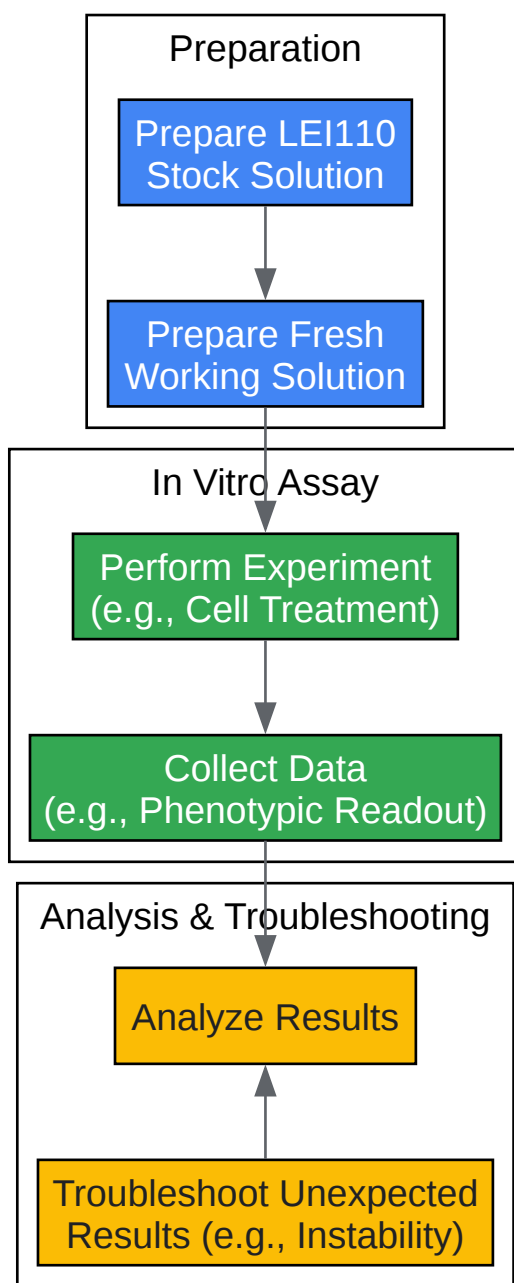 Preparation
Prepare LEI110
Stock Solution
Prepare Fresh
Working Solution
In Vitro Assay
Perform Experiment
(e.g., Cell Treatment)
Collect Data
(e.g., Phenotypic Readout)
Analysis & Troubleshooting
Analyze Results
Troubleshoot Unexpected
Results (e.g., Instability)